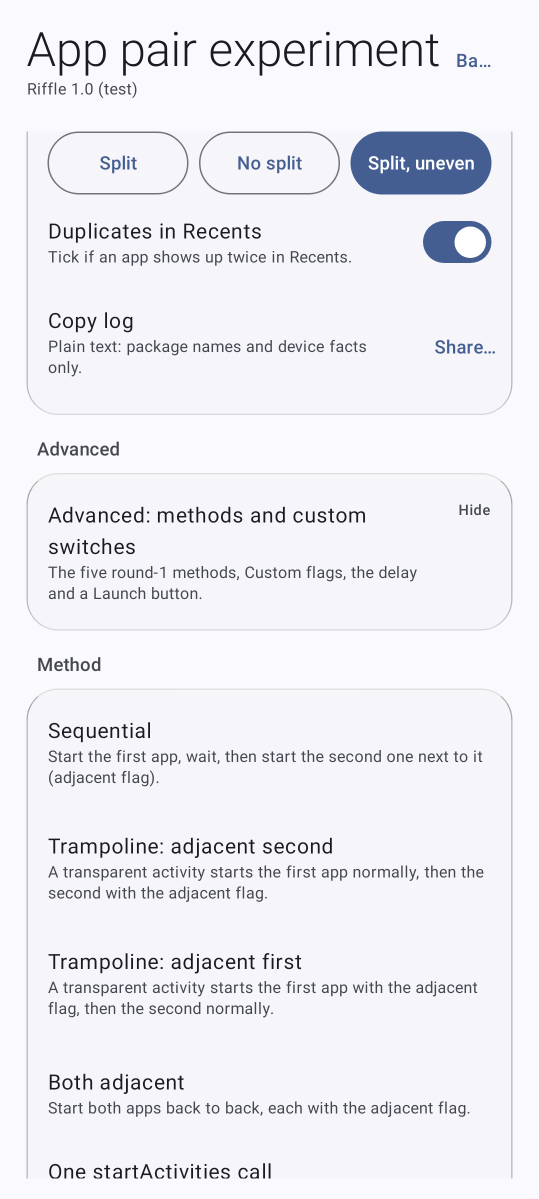 App pair experiment
Ba…
Riffle 1.0 (test)
Split
No split
Split, uneven
Duplicates in Recents
Tick if an app shows up twice in Recents.
Copy log
Plain text: package names and device facts
only.
Share…
Advanced
Advanced: methods and custom
switches
Hide
The five round-1 methods, Custom flags, the delay
and a Launch button.
Method
Sequential
Start the first app, wait, then start the second one next to it
(adjacent flag).
Trampoline: adjacent second
A transparent activity starts the first app normally, then the
second with the adjacent flag.
Trampoline: adjacent first
A transparent activity starts the first app with the adjacent
flag, then the second normally.
Both adjacent
Start both apps back to back, each with the adjacent flag.
One startActivities call